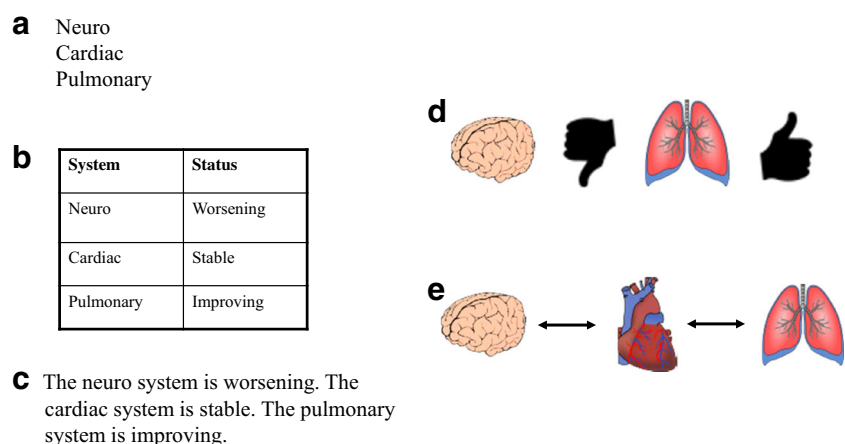 a
Neuro
Cardiac
Pulmonary
b
System Status
Neuro Worsening
Cardiac Stable
Pulmonary Improving
c The neuro system is worsening. The
cardiac system is stable. The pulmonary
system is improving.
d
e